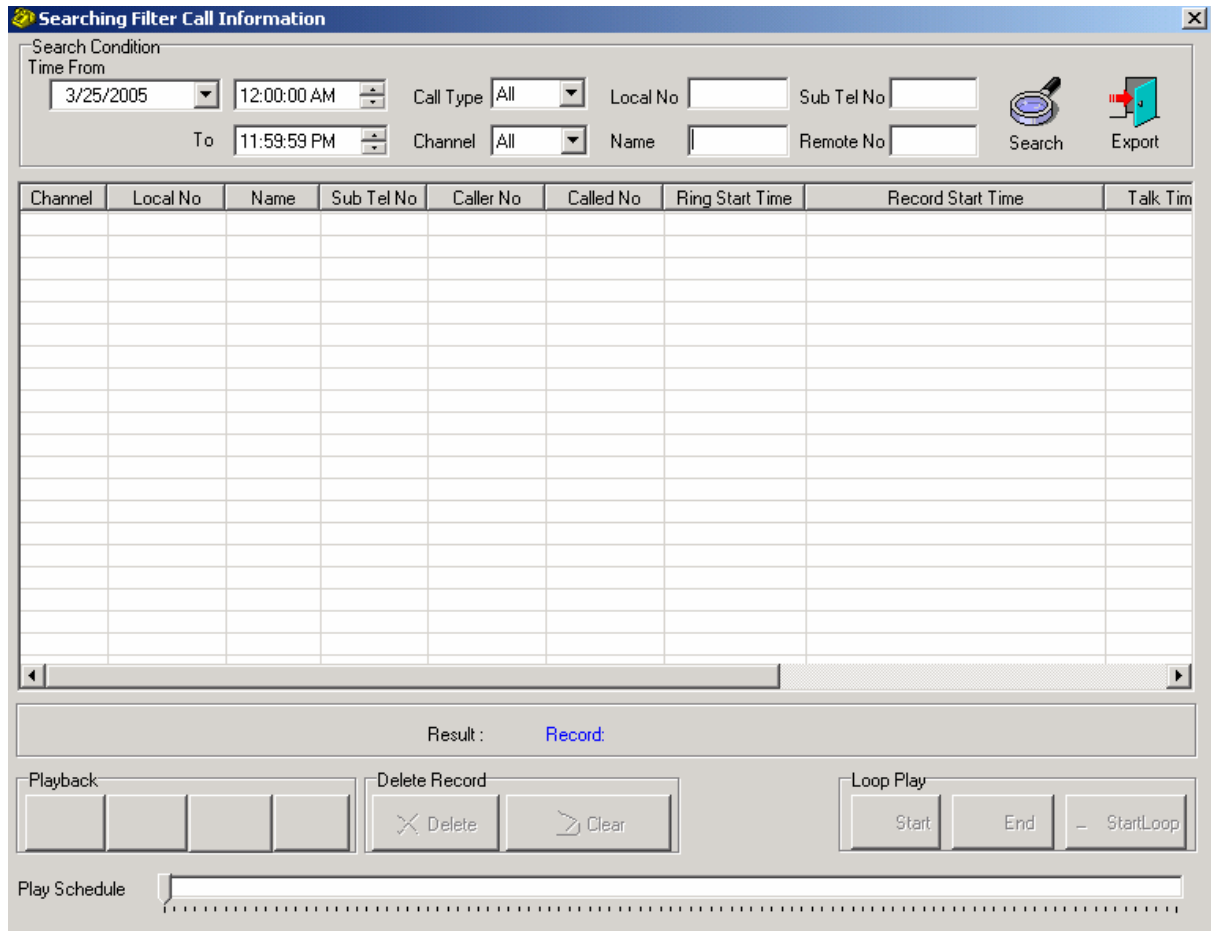 Searching Filter Call Information
Search Condition
Time From
3/25/2005 12:00:00 AM Call Type All Local No Sub Tel No
To 11:59:59 PM Channel All Name Remote No Search Export
Channel Local No Name Sub Tel No Caller No Called No Ring Start Time Record Start Time Talk Tim
Result : Record:
Playback Delete Record Loop Play
Delete Clear Start End StartLoop
Play Schedule